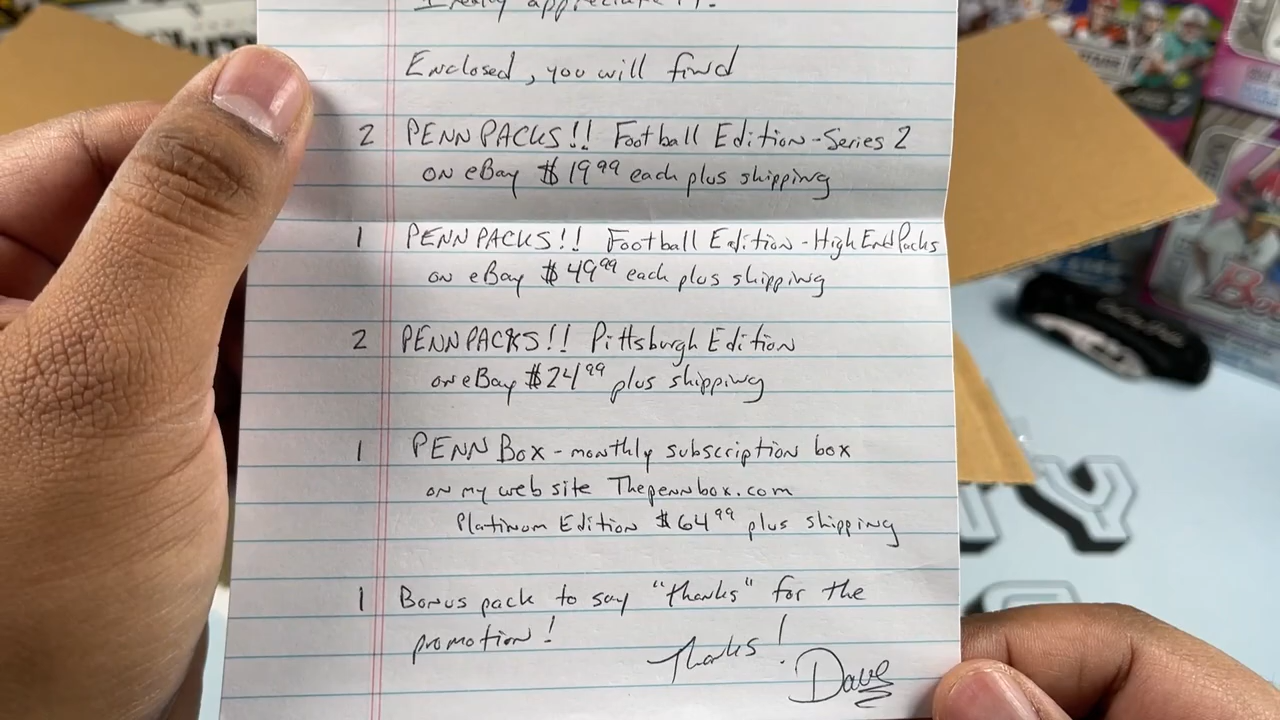 I really appreciate it.
Enclosed, you will find
2 PENN PACKS!! Football Edition-Series 2
on eBay $19.99 each plus shipping
1 PENN PACKS!! Football Edition-High End Packs
on eBay $49.99 each plus shipping
2 PENN PACKS!! Pittsburgh Edition
on eBay $24.99 plus shipping
1 PENN BOX-monthly subscription box
on my web site Thepennbox.com
Platinum Edition $64.99 plus shipping
1 Bonus pack to say "thanks" for the
promotion!
Thanks!
Dave